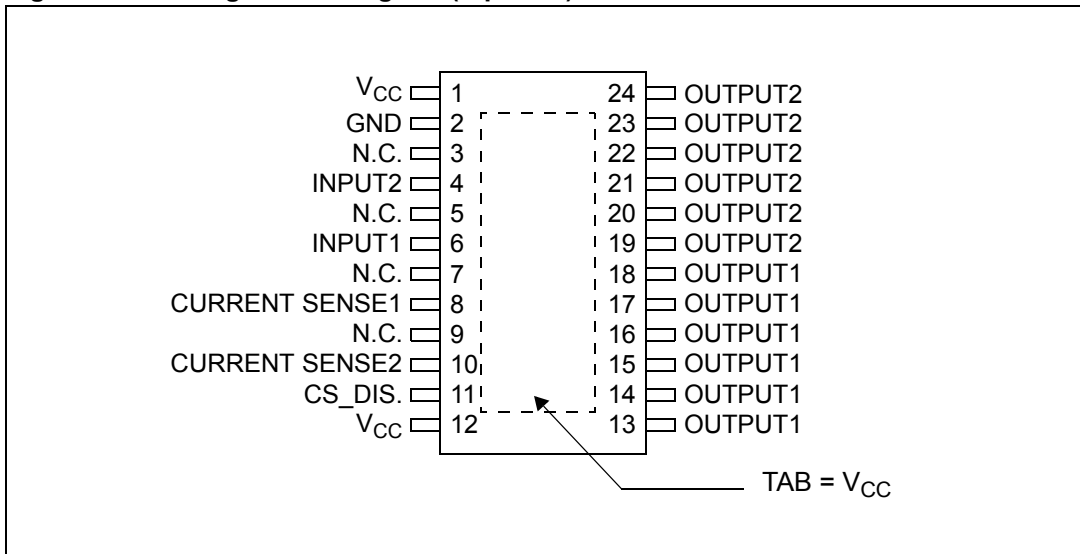 V_CC 1 24 OUTPUT2
GND 2 23 OUTPUT2
N.C. 3 22 OUTPUT2
INPUT2 4 21 OUTPUT2
N.C. 5 20 OUTPUT2
INPUT1 6 19 OUTPUT2
N.C. 7 18 OUTPUT1
CURRENT SENSE1 8 17 OUTPUT1
N.C. 9 16 OUTPUT1
CURRENT SENSE2 10 15 OUTPUT1
CS_DIS. 11 14 OUTPUT1
V_CC 12 13 OUTPUT1
TAB = V_CC